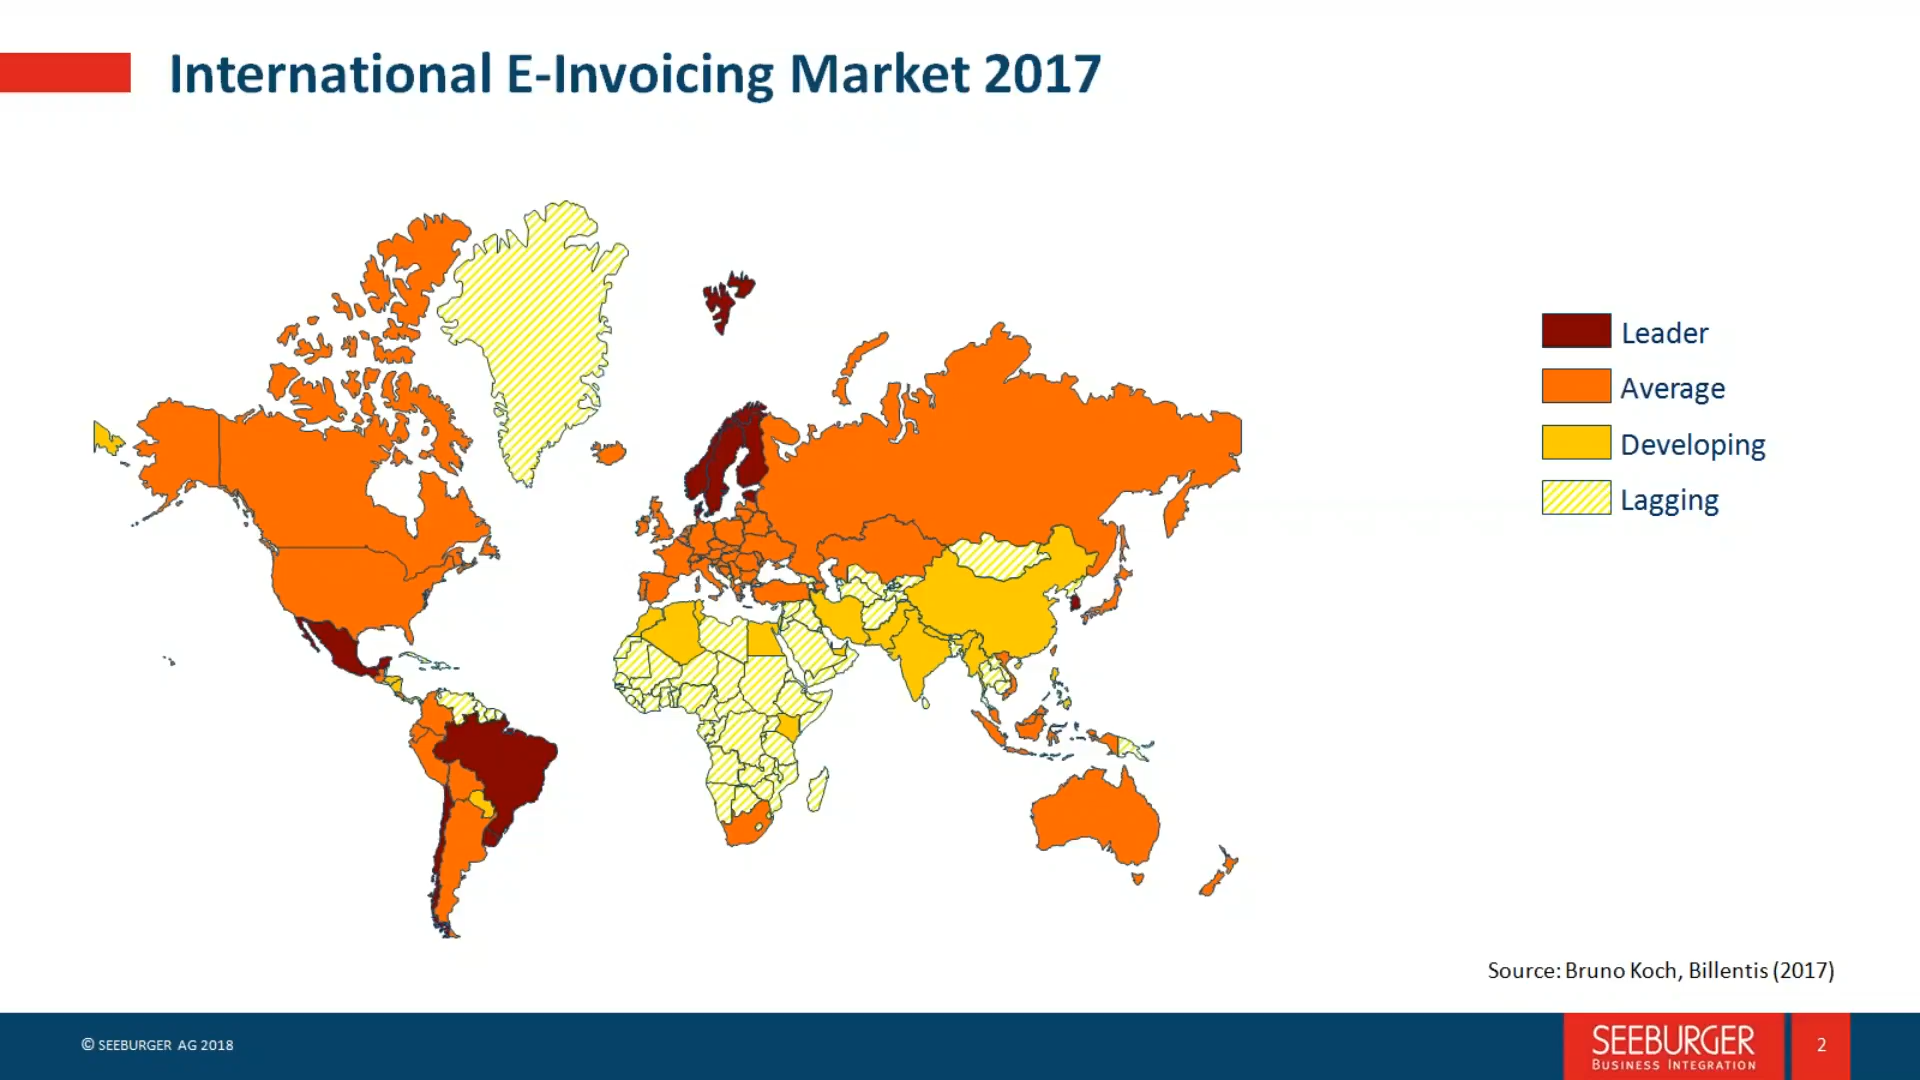 International E-Invoicing Market 2017
Leader
Average
Developing
Lagging
Source: Bruno Koch, Billentis (2017)
© SEEBURGER AG 2018
SEEBURGER
BUSINESS INTEGRATION
2